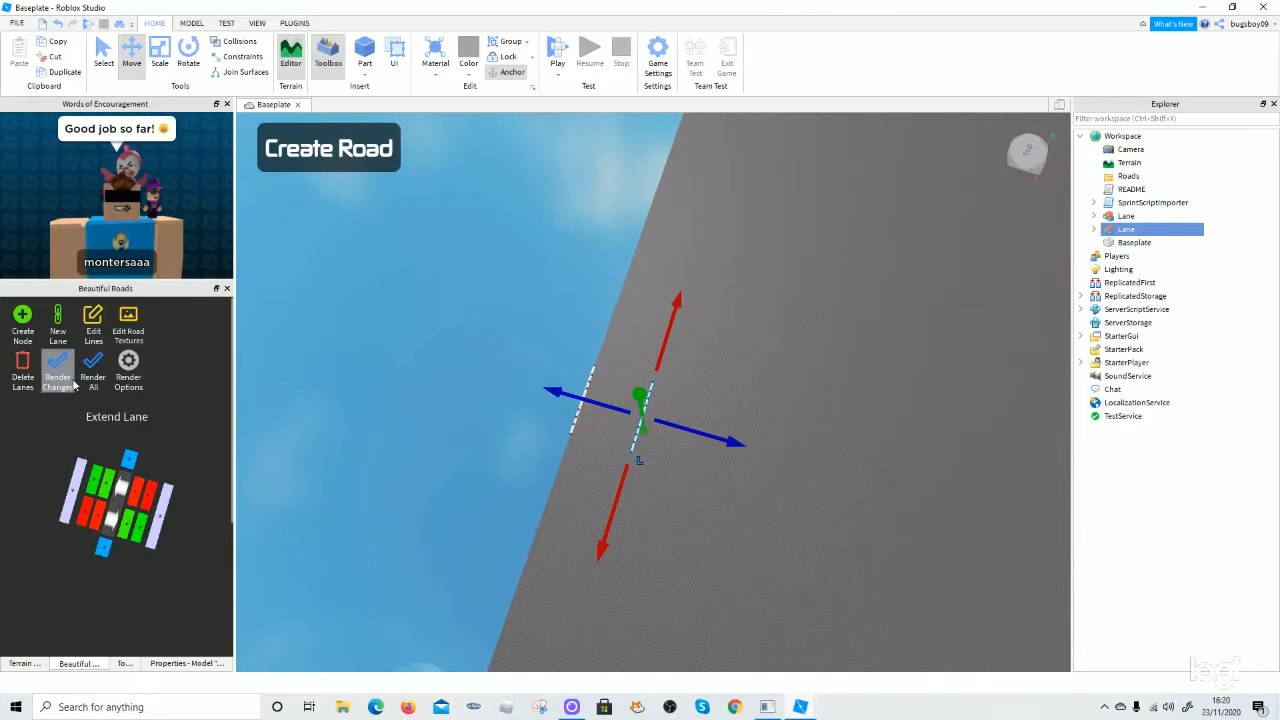 Baseplate - Roblox Studio
FILE HOME MODEL TEST VIEW PLUGINS What's New bugsboy09
Paste Copy Cut Duplicate Select Move Scale Rotate Collisions Constraints Join Surfaces Editor Toolbox Part UI Material Color Group Lock Anchor Play Resume Stop Game Settings Team Test Exit Game
Clipboard Tools Terrain Insert Edit Test Settings Team Test
Words of Encouragement
Good job so far!
montersaaa
Beautiful Roads
Create Node New Lane Edit Lines Edit Road Textures
Delete Lanes Render Changes Render All Render Options
Extend Lane
Terrain ... Beautiful ... To... Properties - Model "...
Baseplate
Create Road
Top
X
L
Explorer
Filter workspace (Ctrl+Shift+X)
Workspace
Camera
Terrain
Roads
README
SprintScriptImporter
Lane
Lane
Baseplate
Players
Lighting
ReplicatedFirst
ReplicatedStorage
ServerScriptService
ServerStorage
StarterGui
StarterPack
StarterPlayer
SoundService
Chat
LocalizationService
TestService
Search for anything
16:20
23/11/2020